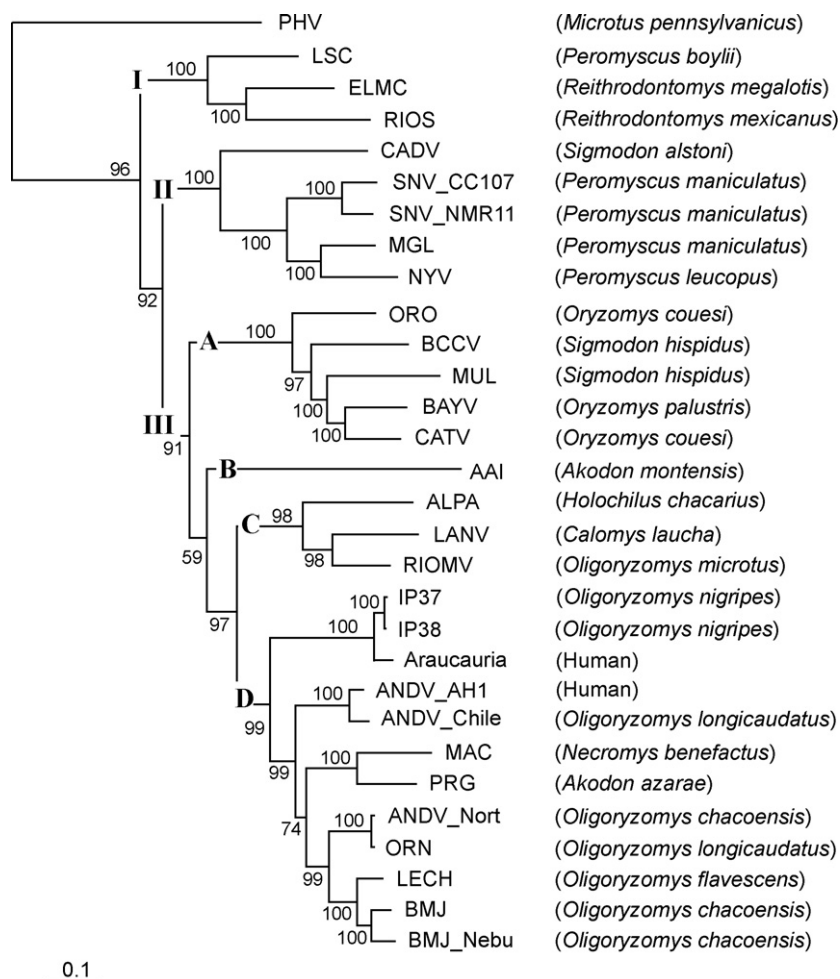 PHV (Microtus pennsylvanicus)
LSC (Peromyscus boylii)
I 100
ELMC (Reithrodontomys megalotis)
100
RIOS (Reithrodontomys mexicanus)
CADV (Sigmodon alstoni)
96 II 100
100 SNV_CC107 (Peromyscus maniculatus)
SNV_NMR11 (Peromyscus maniculatus)
100
MGL (Peromyscus maniculatus)
100
NYV (Peromyscus leucopus)
92
ORO (Oryzomys couesi)
A 100
BCCV (Sigmodon hispidus)
97
MUL (Sigmodon hispidus)
100
BAYV (Oryzomys palustris)
III
100
CATV (Oryzomys couesi)
91
B AAI (Akodon montensis)
ALPA (Holochilus chacarius)
C 98
LANV (Calomys laucha)
59 98
RIOMV (Oligoryzomys microtus)
100 IP37 (Oligoryzomys nigripes)
97
100 IP38 (Oligoryzomys nigripes)
Araucauria (Human)
D 100 ANDV_AH1 (Human)
99
ANDV_Chile (Oligoryzomys longicaudatus)
99 100 MAC (Necromys benefactus)
PRG (Akodon azarae)
74 100 ANDV_Nort (Oligoryzomys chacoensis)
ORN (Oligoryzomys longicaudatus)
99
LECH (Oligoryzomys flavescens)
100
BMJ (Oligoryzomys chacoensis)
100
BMJ_Nebu (Oligoryzomys chacoensis)
0.1